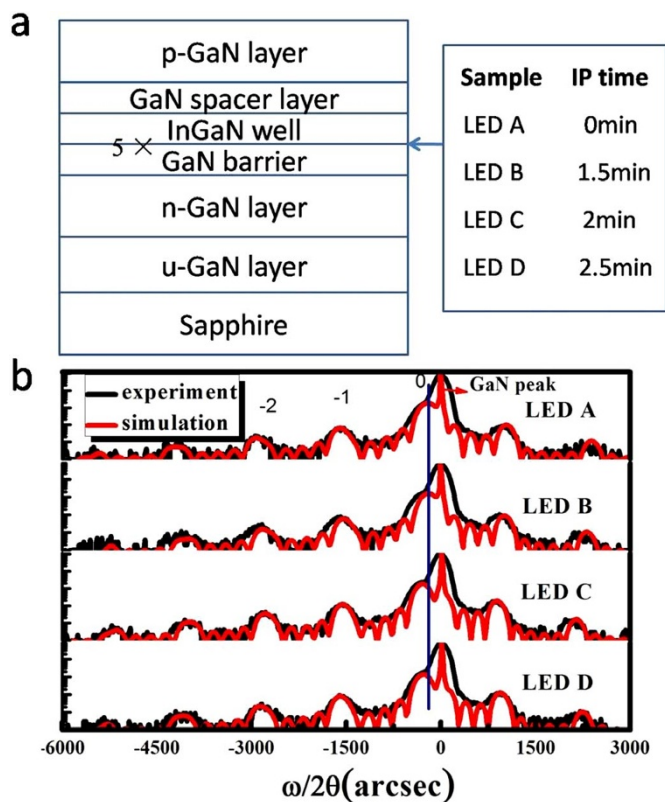 a
p-GaN layer
GaN spacer layer
InGaN well
5 ×
GaN barrier
n-GaN layer
u-GaN layer
Sapphire
Sample IP time
LED A 0min
LED B 1.5min
LED C 2min
LED D 2.5min
b
experiment
simulation
-2
-1
0
GaN peak
LED A
LED B
LED C
LED D
-6000 -4500 -3000 -1500 0 1500 3000
ω/2θ(arcsec)